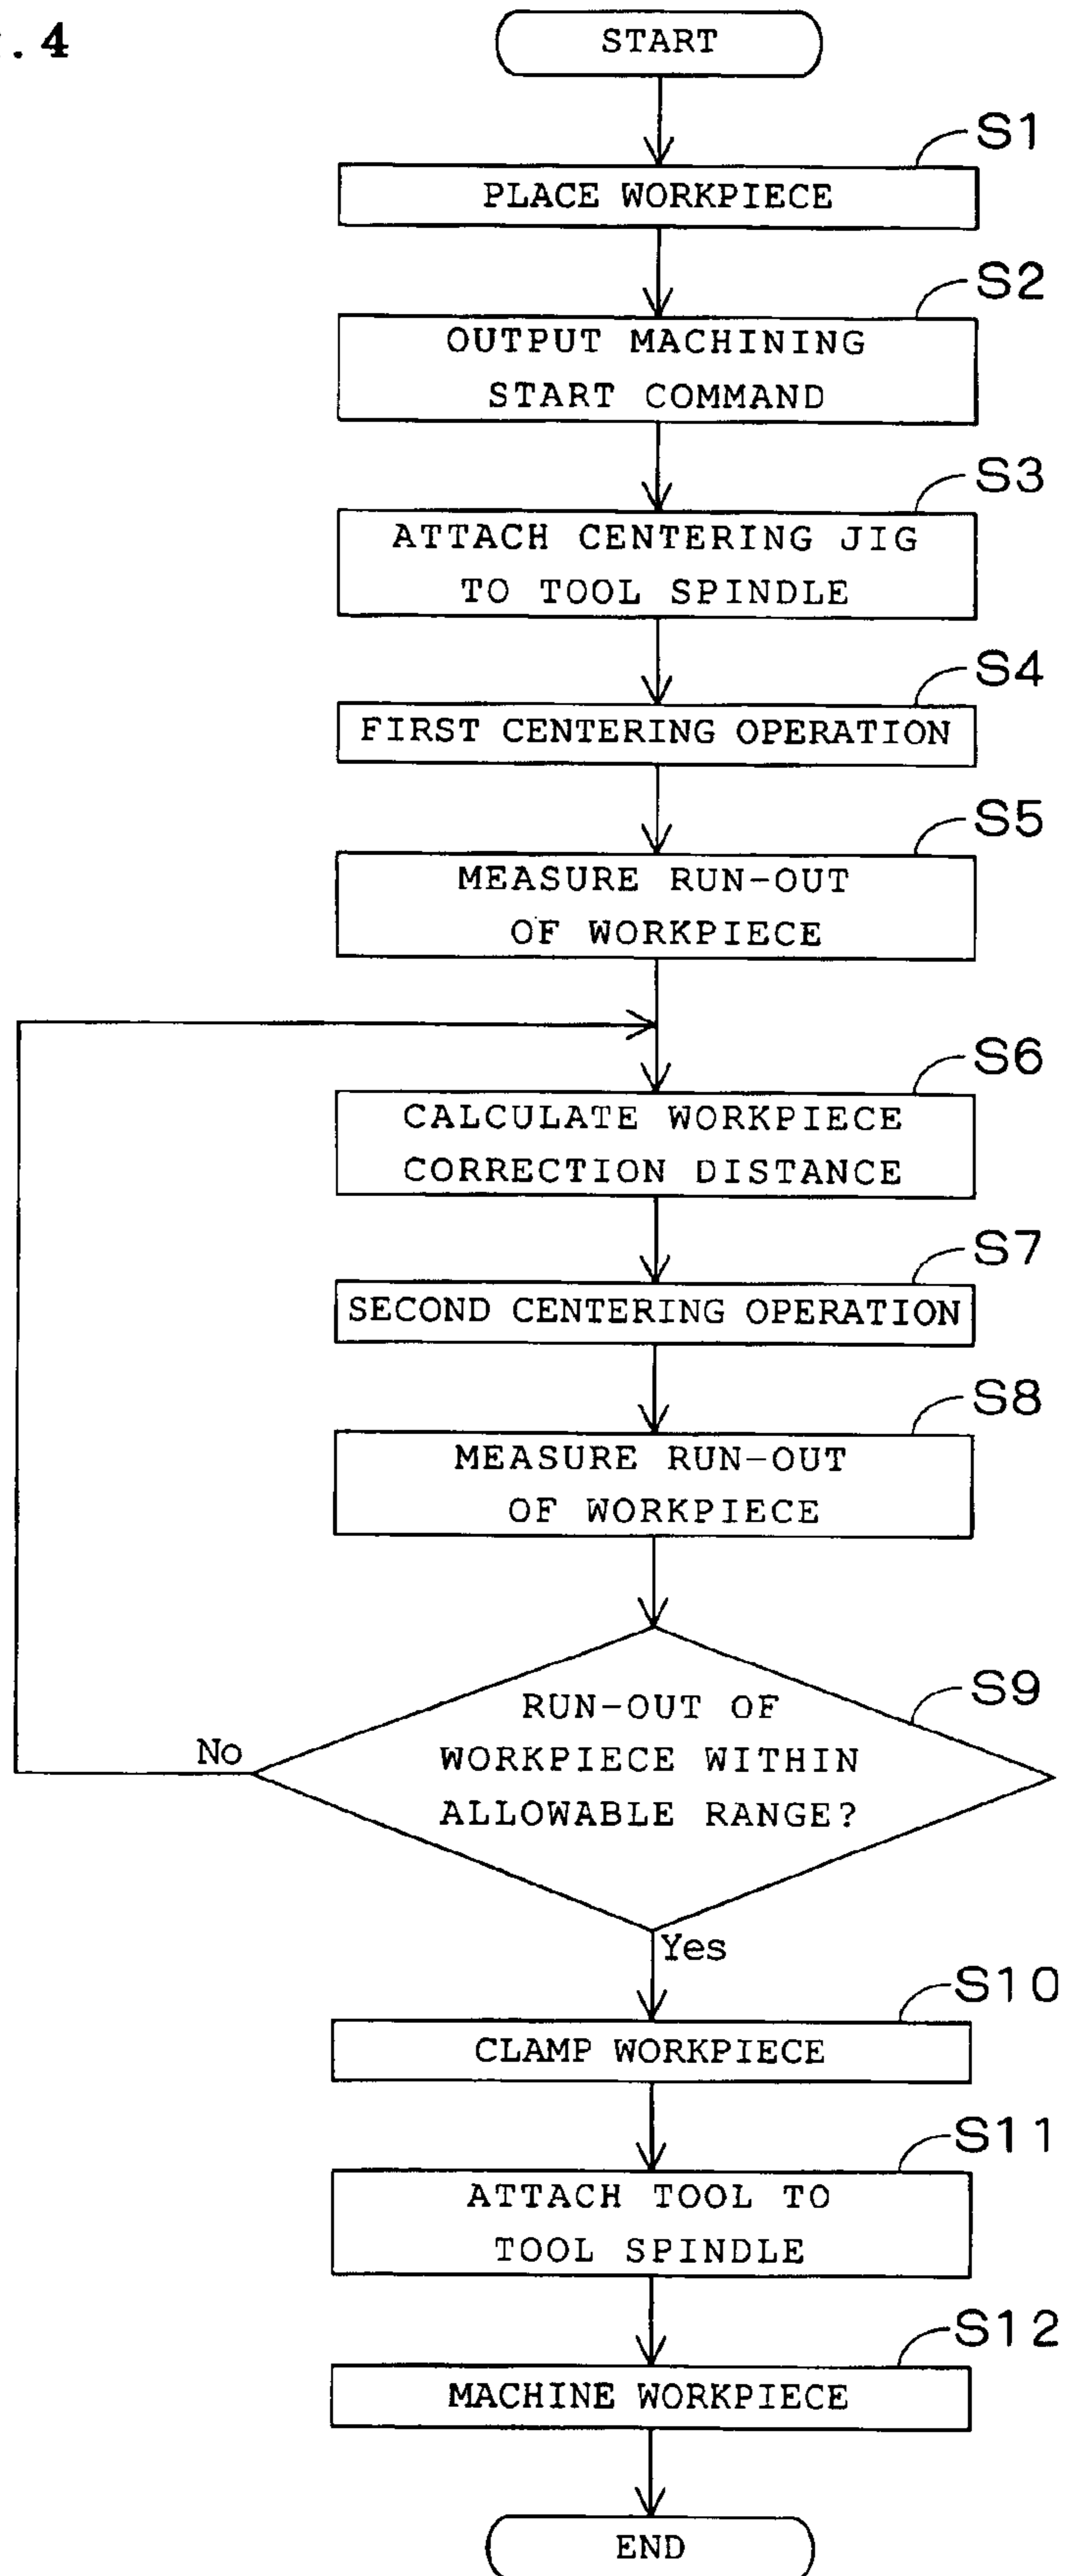 .4
START
S1
PLACE WORKPIECE
S2
OUTPUT MACHINING
START COMMAND
S3
ATTACH CENTERING JIG
TO TOOL SPINDLE
S4
FIRST CENTERING OPERATION
S5
MEASURE RUN-OUT
OF WORKPIECE
S6
CALCULATE WORKPIECE
CORRECTION DISTANCE
S7
SECOND CENTERING OPERATION
S8
MEASURE RUN-OUT
OF WORKPIECE
S9
RUN-OUT OF
WORKPIECE WITHIN
ALLOWABLE RANGE?
No
Yes
S10
CLAMP WORKPIECE
S11
ATTACH TOOL TO
TOOL SPINDLE
S12
MACHINE WORKPIECE
END